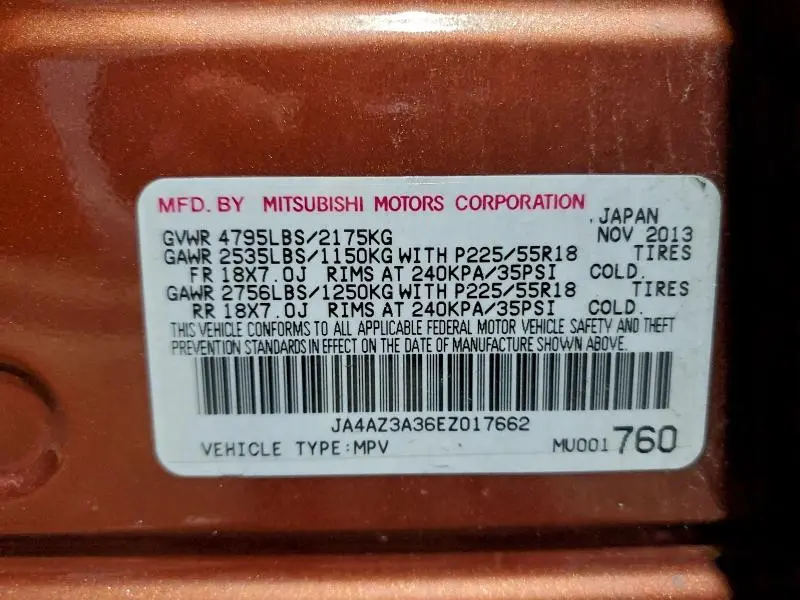 MFD. BY MITSUBISHI MOTORS CORPORATION, JAPAN
GVWR 4795LBS/2175KG NOV 2013
GAWR 2535LBS/1150KG WITH P225/55R18 TIRES
FR 18X7.0J RIMS AT 240KPA/35PSI COLD.
GAWR 2756LBS/1250KG WITH P225/55R18 TIRES
RR 18X7.0J RIMS AT 240KPA/35PSI COLD.
THIS VEHICLE CONFORMS TO ALL APPLICABLE FEDERAL MOTOR VEHICLE SAFETY AND THEFT
PREVENTION STANDARDS IN EFFECT ON THE DATE OF MANUFACTURE SHOWN ABOVE.
JA4AZ3A36EZ017662
VEHICLE TYPE:MPV MU001760